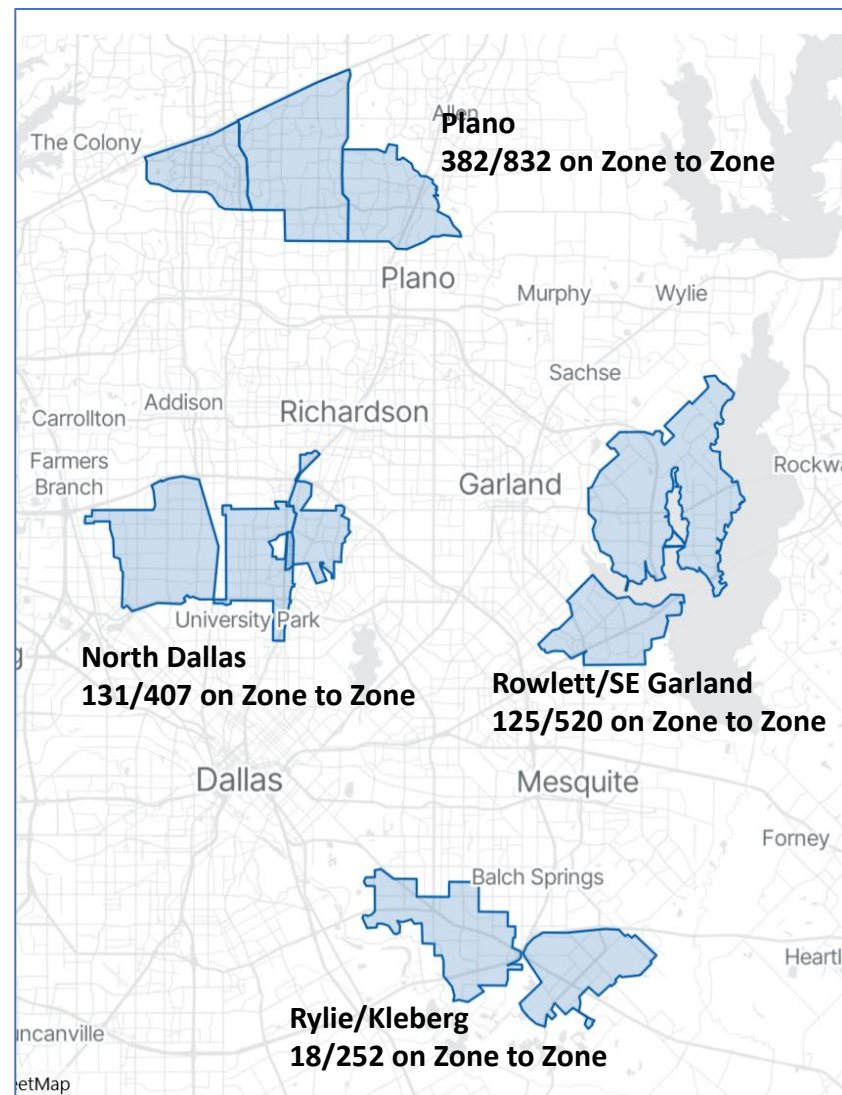 Allen
Plano
382/832 on Zone to Zone
The Colony
Plano
Murphy
Wylie
Sachse
Addison
Richardson
Carrollton
Farmers
Branch
Garland
Rockwa
University Park
North Dallas
131/407 on Zone to Zone
Rowlett/SE Garland
125/520 on Zone to Zone
Dallas
Mesquite
Forney
Balch Springs
Heartl
Rylie/Kleberg
18/252 on Zone to Zone
uncanville
eetMap